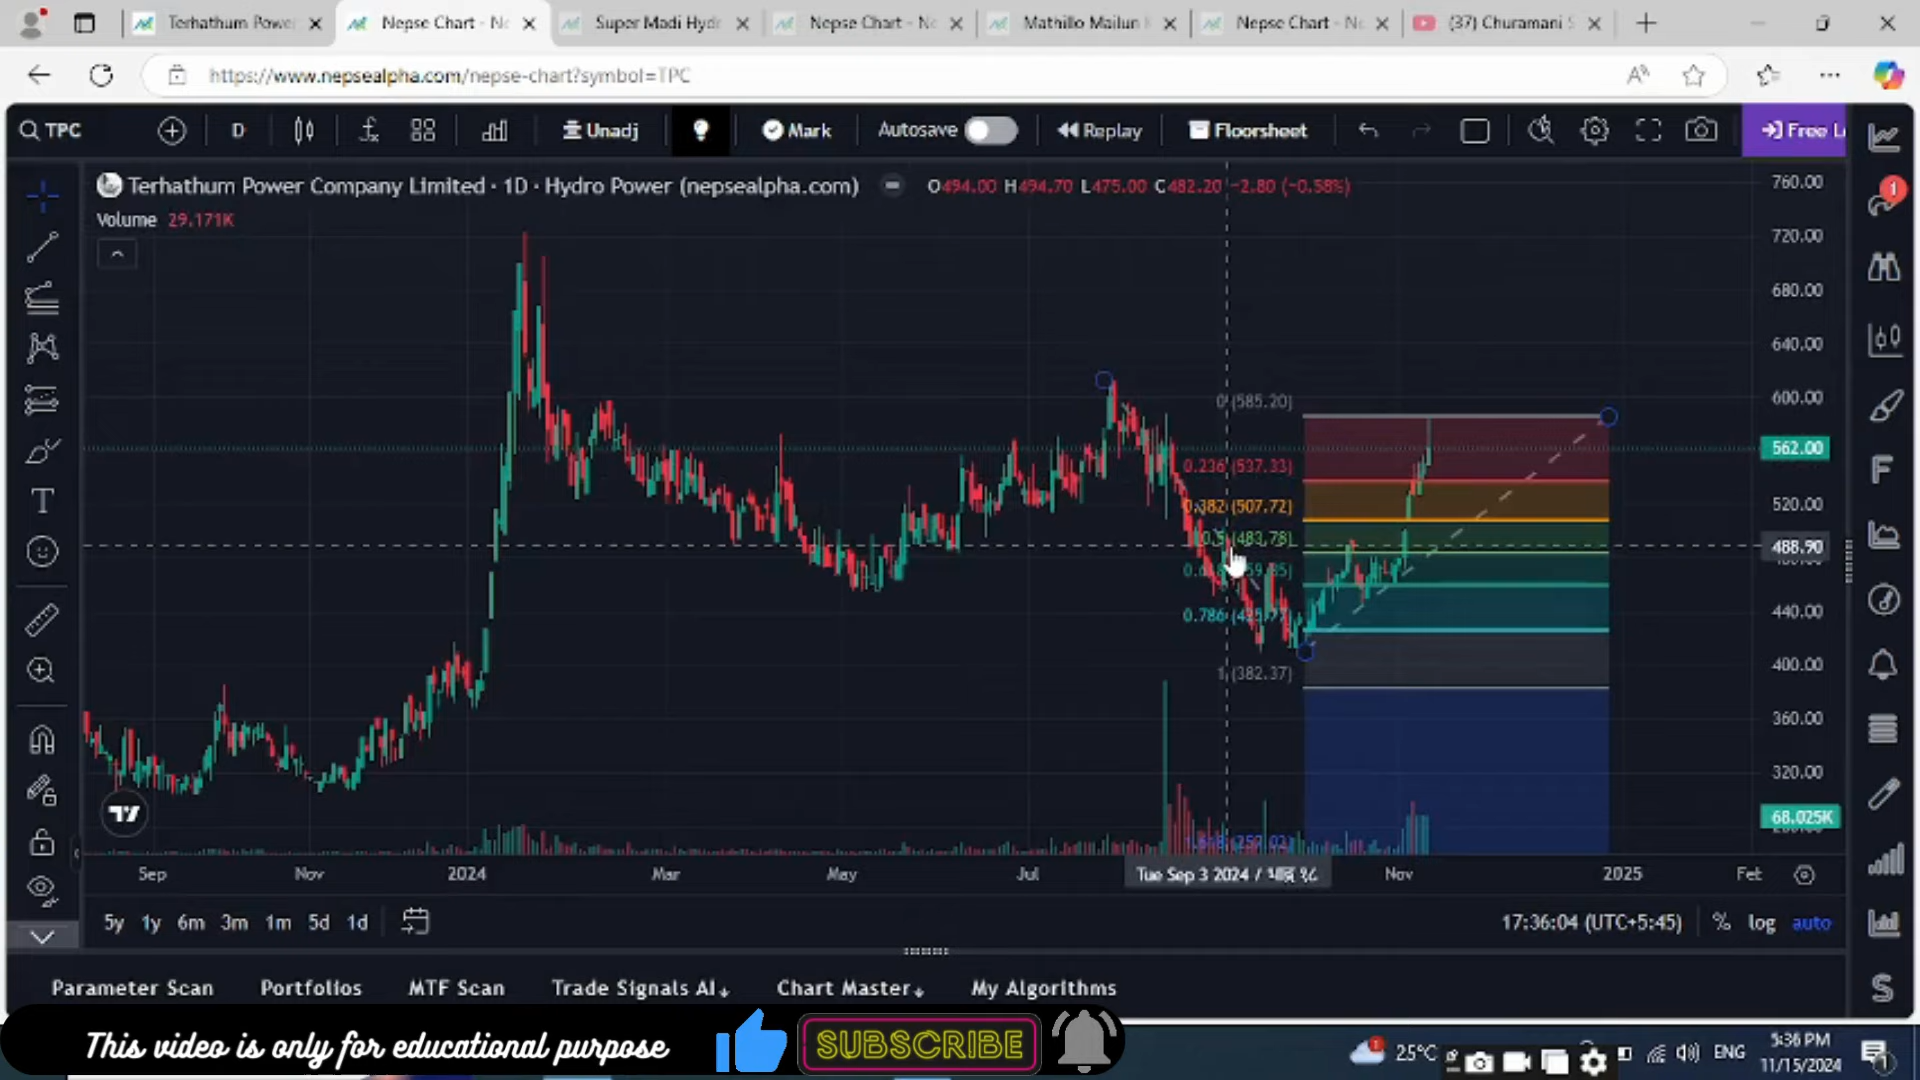 Terhathum Powe
Nepse Chart - Ne
Super Madi Hydr
Nepse Chart - Ne
Mathillo Mailun
Nepse Chart - Ne
(37) Churamani S
https://www.nepsealpha.com/nepse-chart?symbol=TPC
TPC
D
Unadj
Mark
Autosave
Replay
Floorsheet
Free L
Terhathum Power Company Limited · 1D · Hydro Power (nepsealpha.com)
O494.00 H494.70 L475.00 C482.20 −2.80 (−0.58%)
Volume 29.171K
760.00
720.00
680.00
640.00
600.00
562.00
520.00
488.90
440.00
400.00
360.00
320.00
68.025K
0 (585.20)
0.236 (537.33)
0.382 (507.72)
0.5 (483.78)
0.786
1 (382.37)
Sep
Nov
2024
Mar
May
Jul
Tue Sep 3 2024 /
Nov
2025
Fet
5y 1y 6m 3m 1m 5d 1d
17:36:04 (UTC+5:45)
% log auto
Parameter Scan
Portfolios
MTF Scan
Trade Signals AI
Chart Master
My Algorithms
This video is only for educational purpose
SUBSCRIBE
25°C
ENG
5:36 PM
11/15/2024